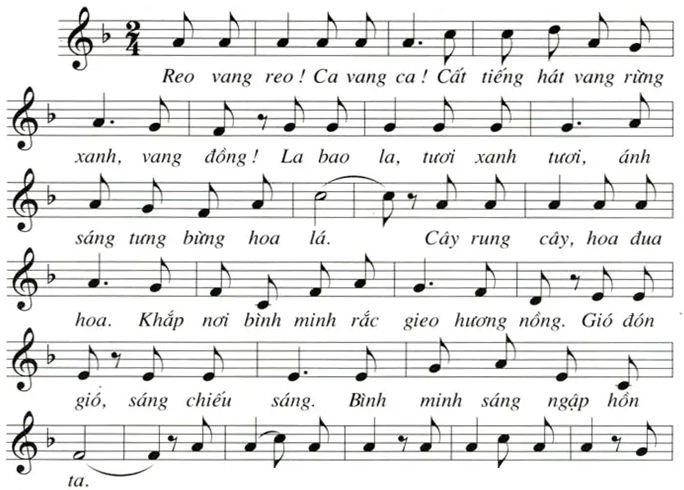 2
4
Reo vang reo ! Ca vang ca ! Cất tiếng hát vang rừng
xanh, vang đồng ! La bao la, tươi xanh tươi, ánh
sáng tưng bừng hoa lá. Cây rung cây, hoa đua
hoa. Khắp nơi bình minh rắc gieo hương nồng. Gió đón
gió, sáng chiếu sáng. Bình minh sáng ngập hồn
ta.